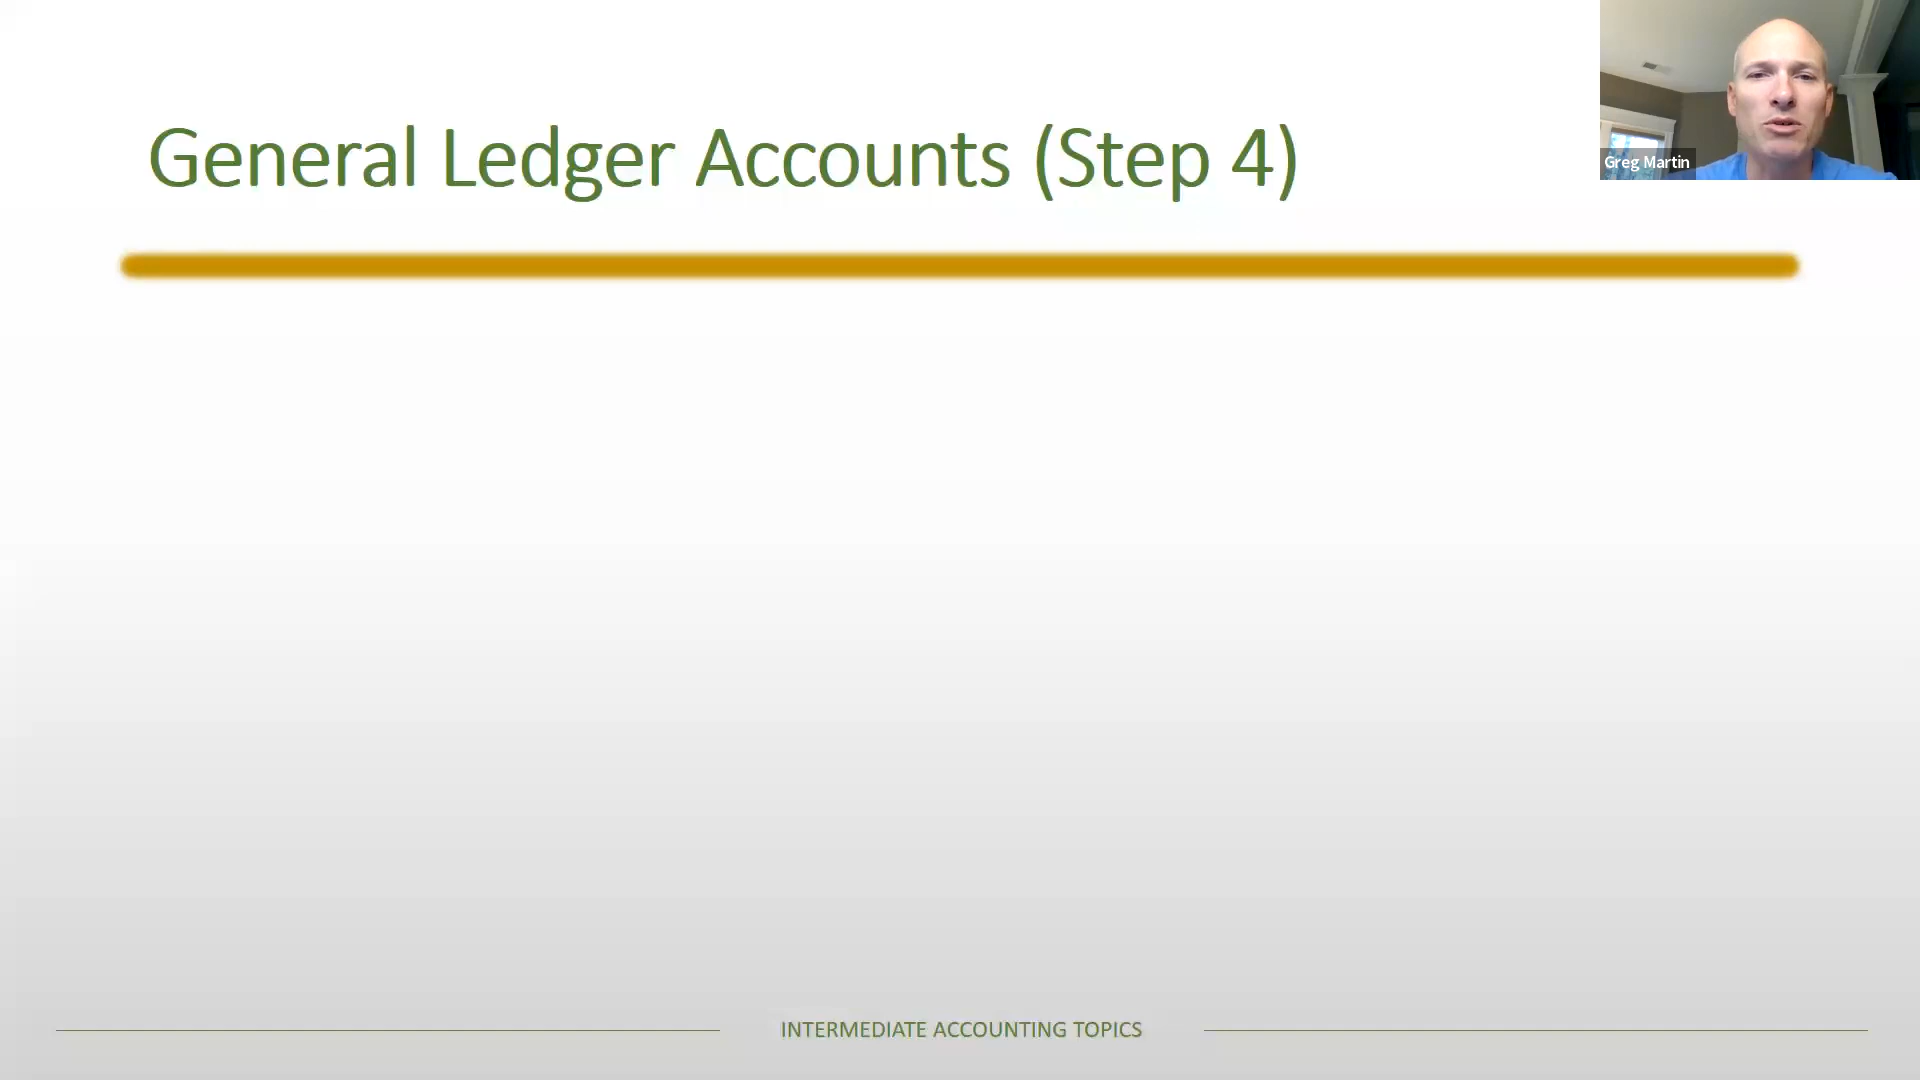 General Ledger Accounts (Step 4)
Greg Martin
INTERMEDIATE ACCOUNTING TOPICS